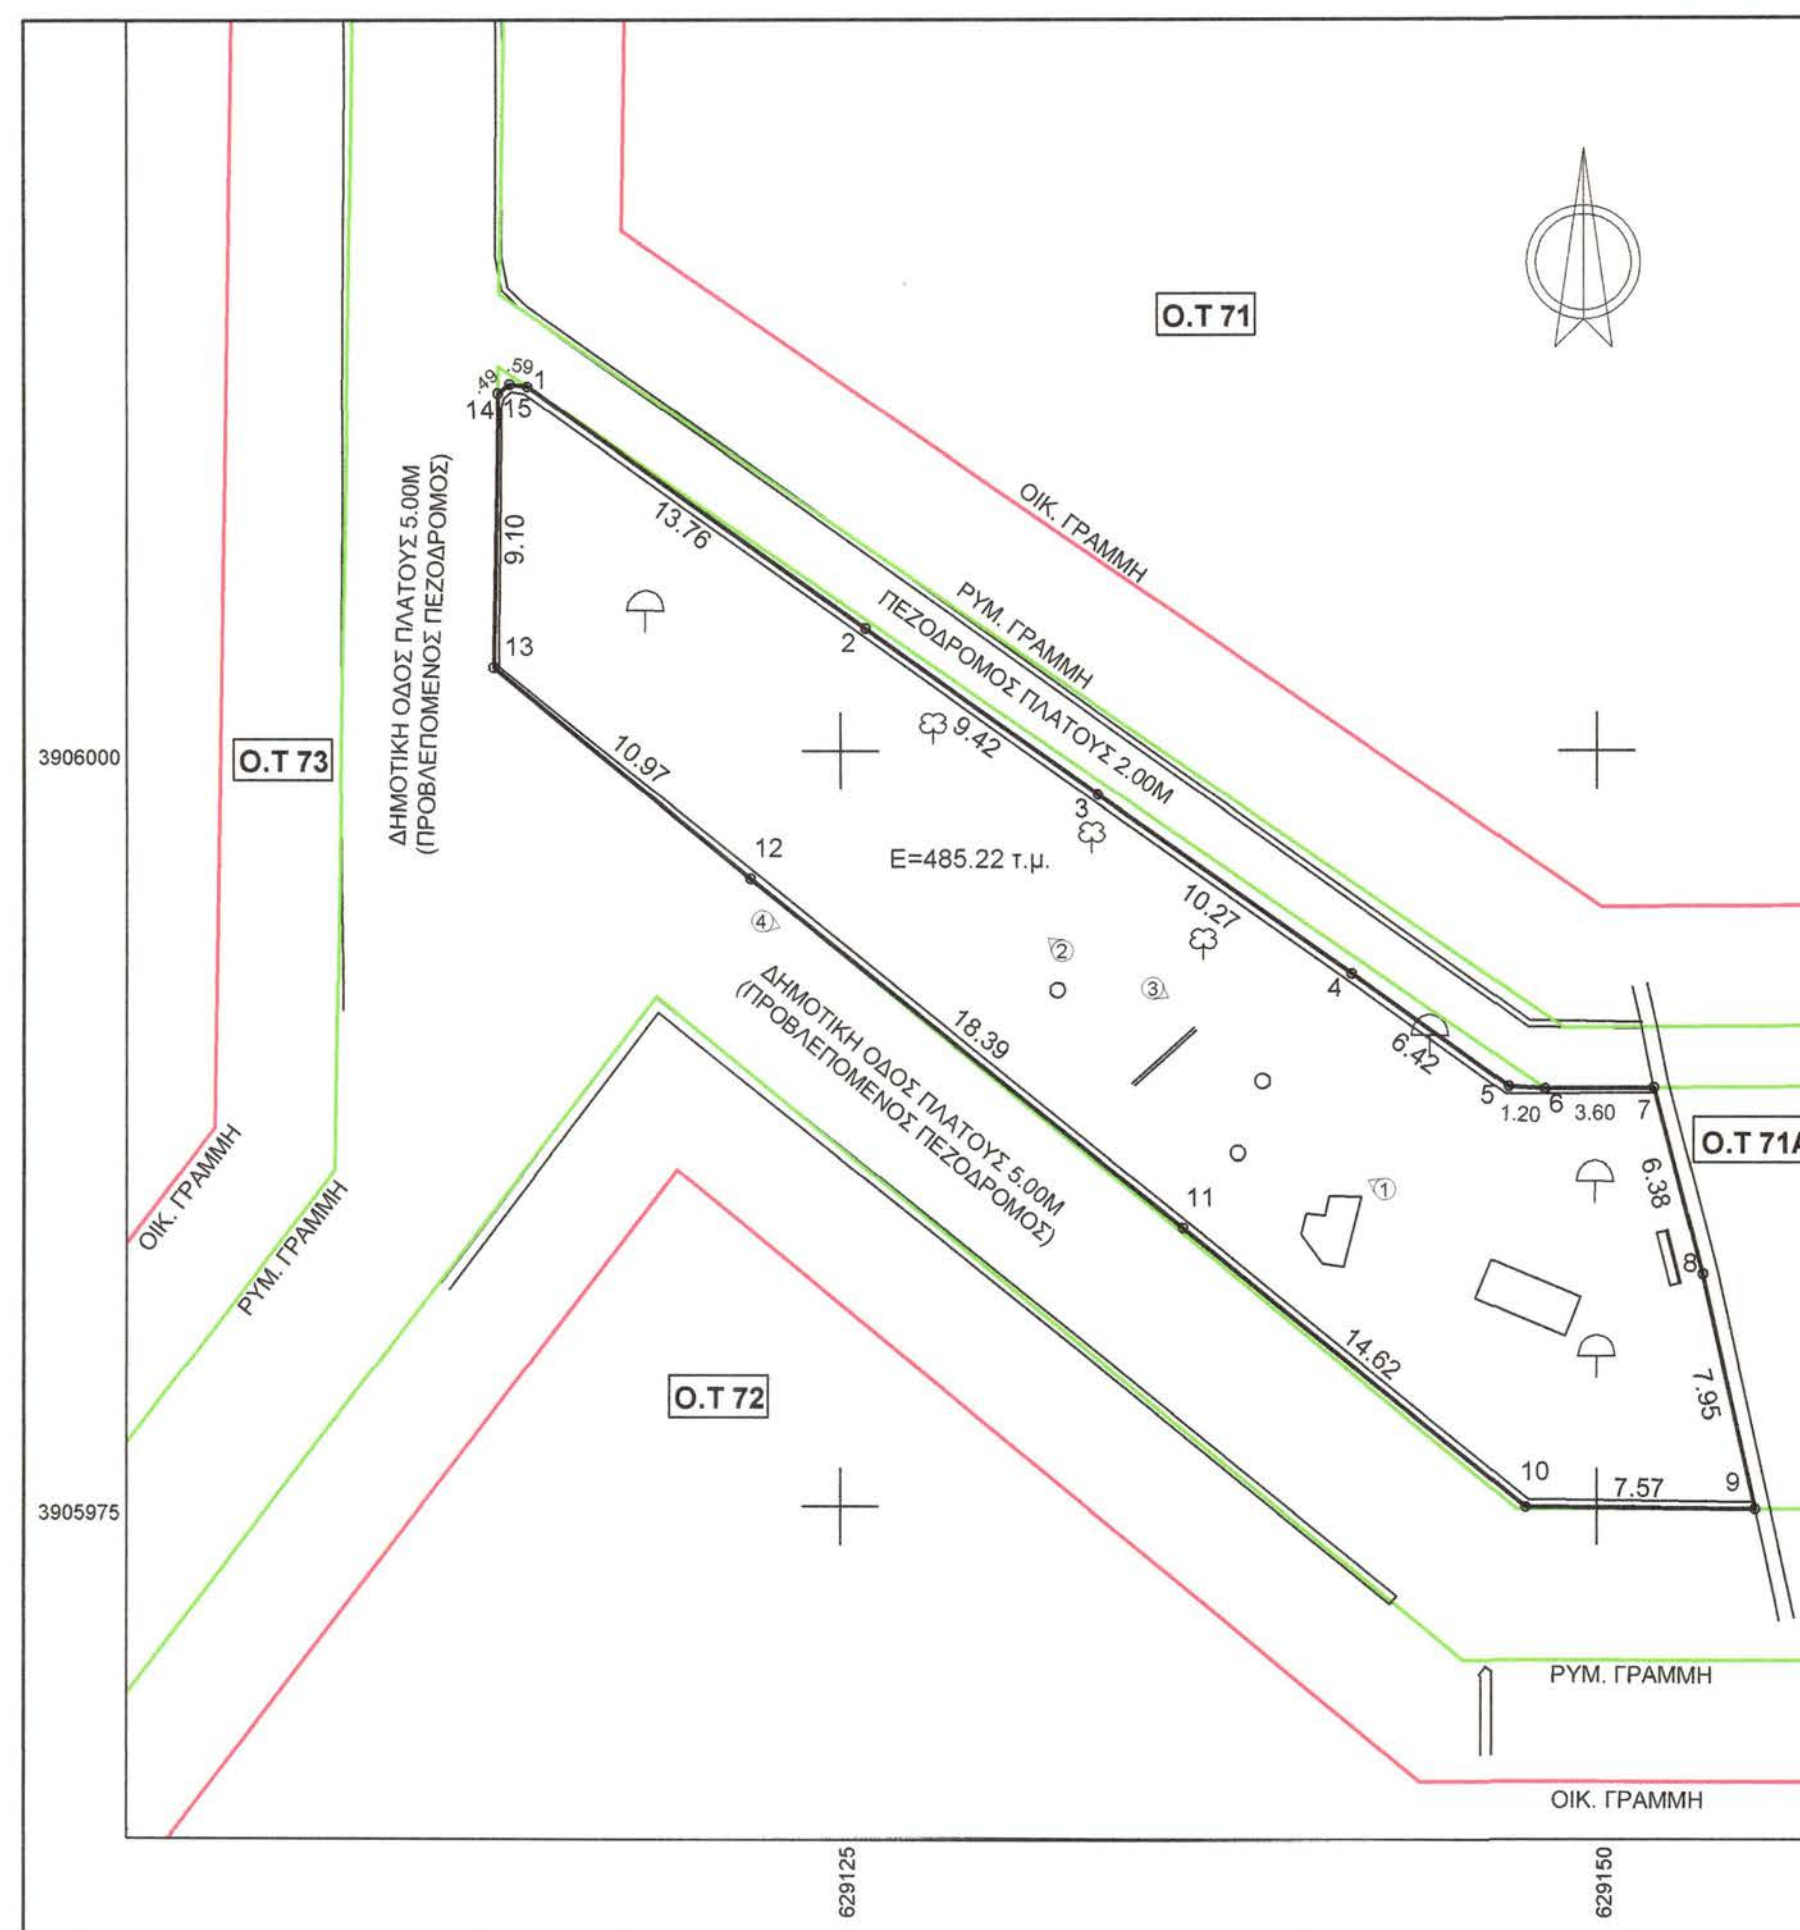 Ο.Τ 71
.59
.49
1
14
15
ΔΗΜΟΤΙΚΗ ΟΔΟΣ ΠΛΑΤΟΥΣ 5.00Μ
(ΠΡΟΒΛΕΠΟΜΕΝΟΣ ΠΕΖΟΔΡΟΜΟΣ)
9.10
13.76
ΟΙΚ. ΓΡΑΜΜΗ
ΡΥΜ. ΓΡΑΜΜΗ
ΠΕΖΟΔΡΟΜΟΣ ΠΛΑΤΟΥΣ 2.00Μ
13
2
9.42
3906000
Ο.Τ 73
10.97
3
12
Ε=485.22 τ.μ.
10.27
4
2
3
4
18.39
ΔΗΜΟΤΙΚΗ ΟΔΟΣ ΠΛΑΤΟΥΣ 5.00Μ
(ΠΡΟΒΛΕΠΟΜΕΝΟΣ ΠΕΖΟΔΡΟΜΟΣ)
6.42
5
1.20
6
3.60
7
Ο.Τ 71Α
ΟΙΚ. ΓΡΑΜΜΗ
ΡΥΜ. ΓΡΑΜΜΗ
11
1
6.38
8
14.62
7.95
Ο.Τ 72
10
7.57
9
3905975
ΡΥΜ. ΓΡΑΜΜΗ
ΟΙΚ. ΓΡΑΜΜΗ
629125
629150